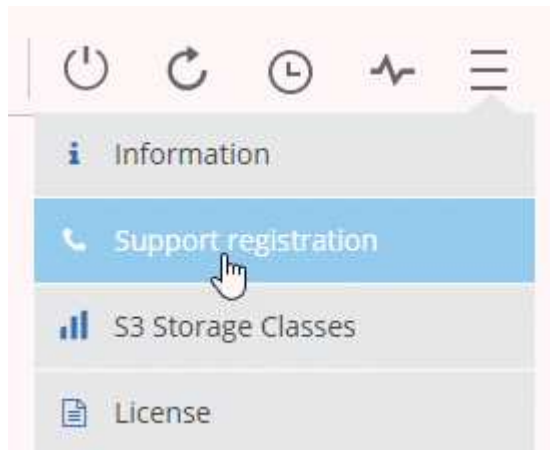 Information
Support registration
S3 Storage Classes
License